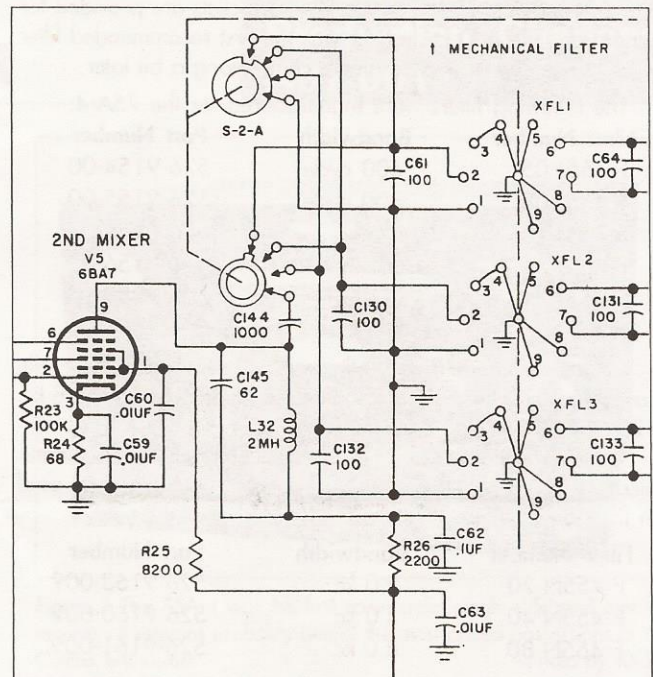 ↑ MECHANICAL FILTER
S-2-A
XFL1
C61
100
C64
100
3 4 5 6
2 7
1 8
9
2ND MIXER
V5
6BA7
9
6
7
2
1
3
R23
100K
R24
68
C60
.01UF
C59
.01UF
C144
1000
C145
62
L32
2MH
C130
100
XFL2
C131
100
3 4 5 6
2 7
1 8
9
C132
100
XFL3
C133
100
3 4 5 6
2 7
1 8
9
R25
8200
R26
2200
C62
.1UF
C63
.01UF